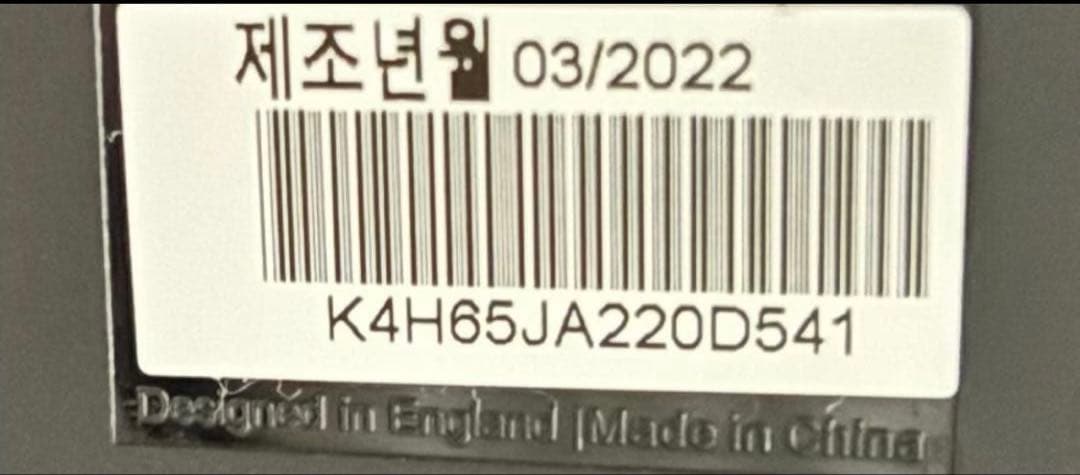 제조년월 03/2022
K4H65JA220D541
Designed in England |Made in China